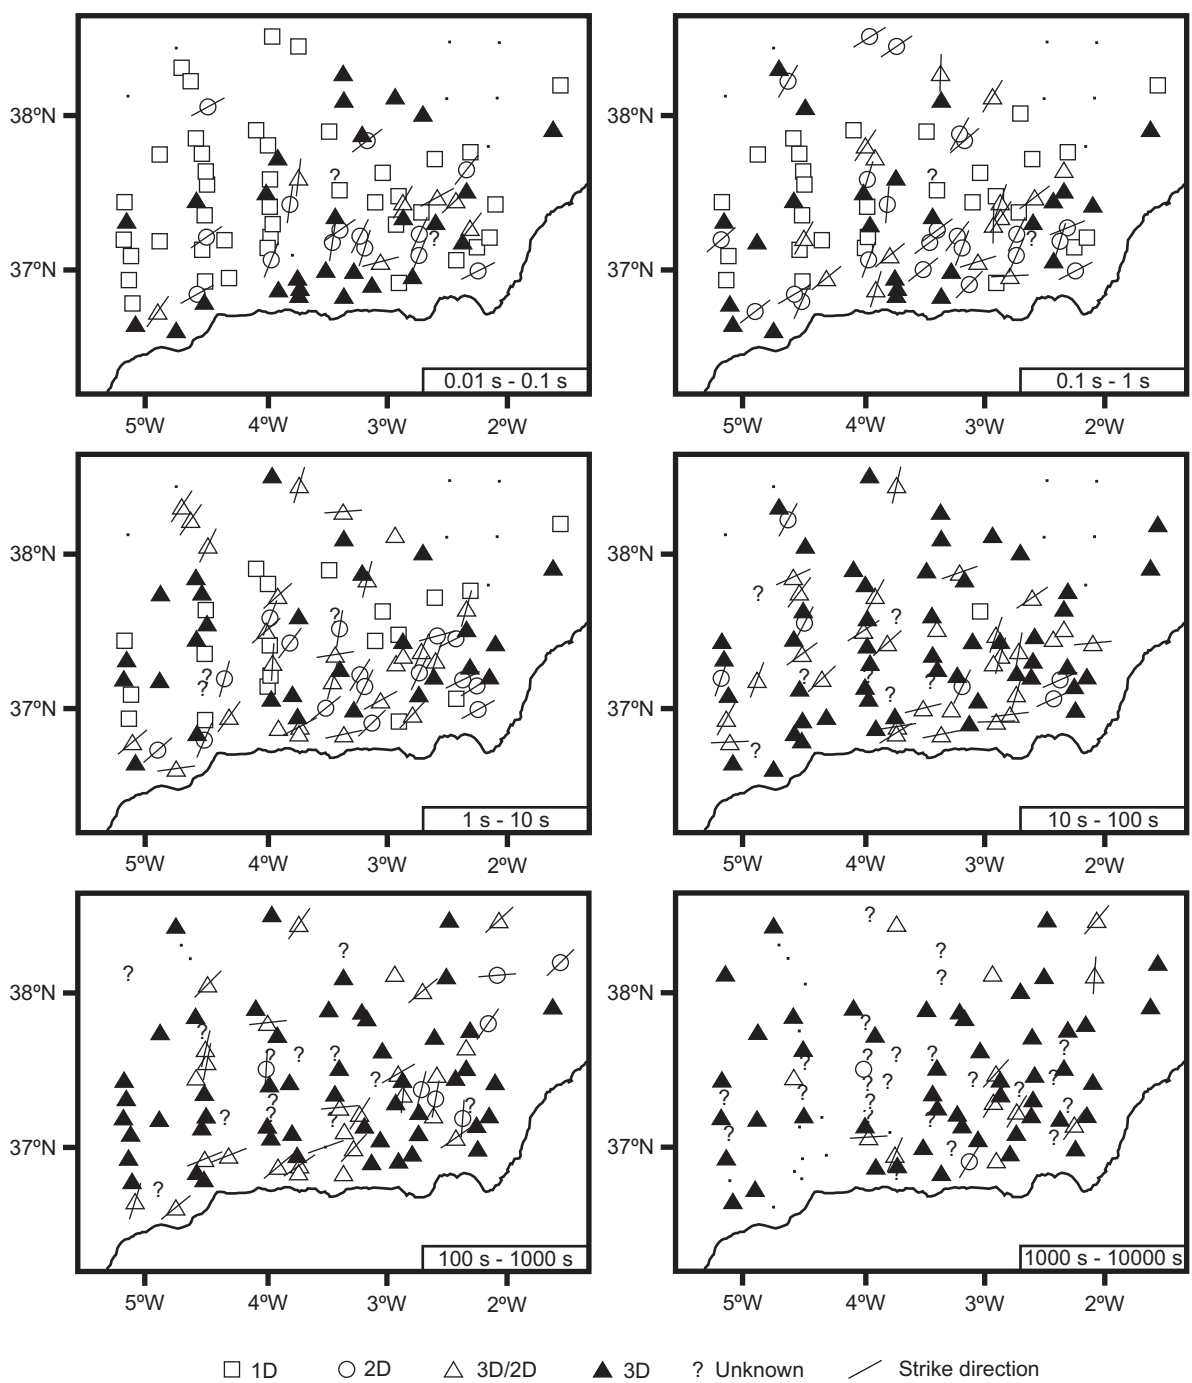 38ºN
37ºN
?
?
0.01 s - 0.1 s
5ºW 4ºW 3ºW 2ºW
38ºN
37ºN
?
?
0.1 s - 1 s
5ºW 4ºW 3ºW 2ºW
38ºN
37ºN
?
?
?
1 s - 10 s
5ºW 4ºW 3ºW 2ºW
38ºN
37ºN
?
?
?
?
?
?
10 s - 100 s
5ºW 4ºW 3ºW 2ºW
38ºN
37ºN
?
?
?
? ? ?
?
?
? ?
? ?
?
100 s - 1000 s
5ºW 4ºW 3ºW 2ºW
38ºN
37ºN
?
?
?
?
?
? ? ?
?
? ? ? ?
?
? ? ?
? ?
?
?
?
1000 s - 10000 s
5ºW 4ºW 3ºW 2ºW
1D 2D 3D/2D 3D ? Unknown Strike direction